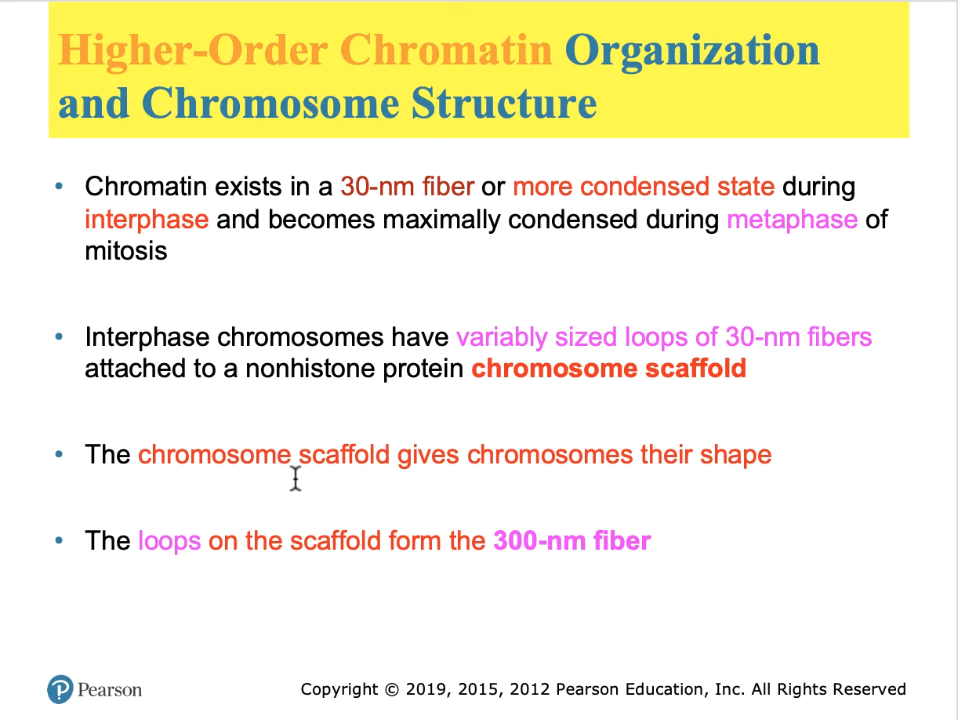 Higher-Order Chromatin Organization
and Chromosome Structure
• Chromatin exists in a 30-nm fiber or more condensed state during
interphase and becomes maximally condensed during metaphase of
mitosis
• Interphase chromosomes have variably sized loops of 30-nm fibers
attached to a nonhistone protein chromosome scaffold
• The chromosome scaffold gives chromosomes their shape
• The loops on the scaffold form the 300-nm fiber
Pearson
Copyright © 2019, 2015, 2012 Pearson Education, Inc. All Rights Reserved